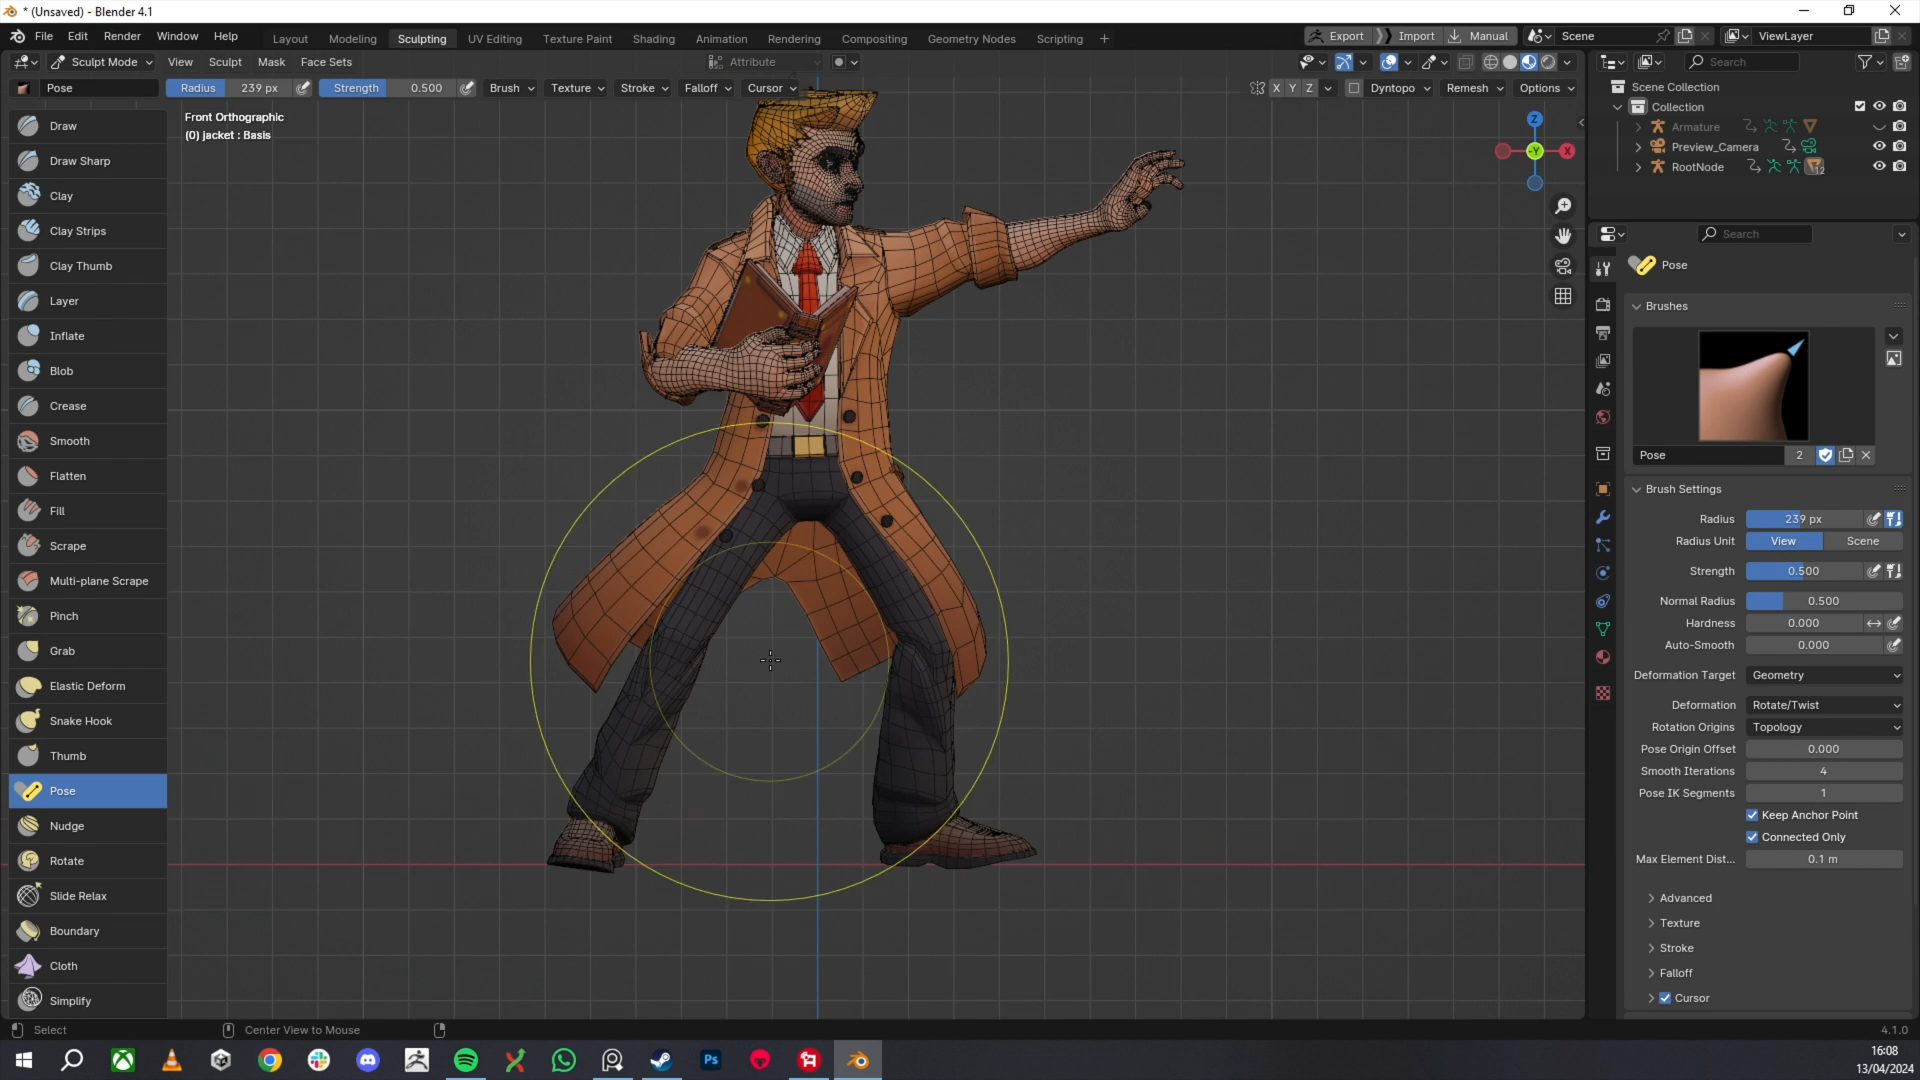 * (Unsaved) - Blender 4.1
File Edit Render Window Help Layout Modeling Sculpting UV Editing Texture Paint Shading Animation Rendering Compositing Geometry Nodes Scripting + Export Import Manual Scene ViewLayer
Sculpt Mode View Sculpt Mask Face Sets Attribute Search
Pose Radius 239 px Strength 0.500 Brush Texture Stroke Falloff Cursor X Y Z Dyntopo Remesh Options
Scene Collection
Collection
Armature
Preview_Camera
RootNode 12
Front Orthographic
(0) jacket : Basis
Z
-Y X
Draw
Draw Sharp
Clay
Clay Strips
Clay Thumb
Layer
Inflate
Blob
Crease
Smooth
Flatten
Fill
Scrape
Multi-plane Scrape
Pinch
Grab
Elastic Deform
Snake Hook
Thumb
Pose
Nudge
Rotate
Slide Relax
Boundary
Cloth
Simplify
Search
Pose
Brushes
Pose 2
Brush Settings
Radius 239 px
Radius Unit View Scene
Strength 0.500
Normal Radius 0.500
Hardness 0.000
Auto-Smooth 0.000
Deformation Target Geometry
Deformation Rotate/Twist
Rotation Origins Topology
Pose Origin Offset 0.000
Smooth Iterations 4
Pose IK Segments 1
Keep Anchor Point
Connected Only
Max Element Dist... 0.1 m
Advanced
Texture
Stroke
Falloff
Cursor
Select Center View to Mouse 4.1.0
Ps
16:08
13/04/2024